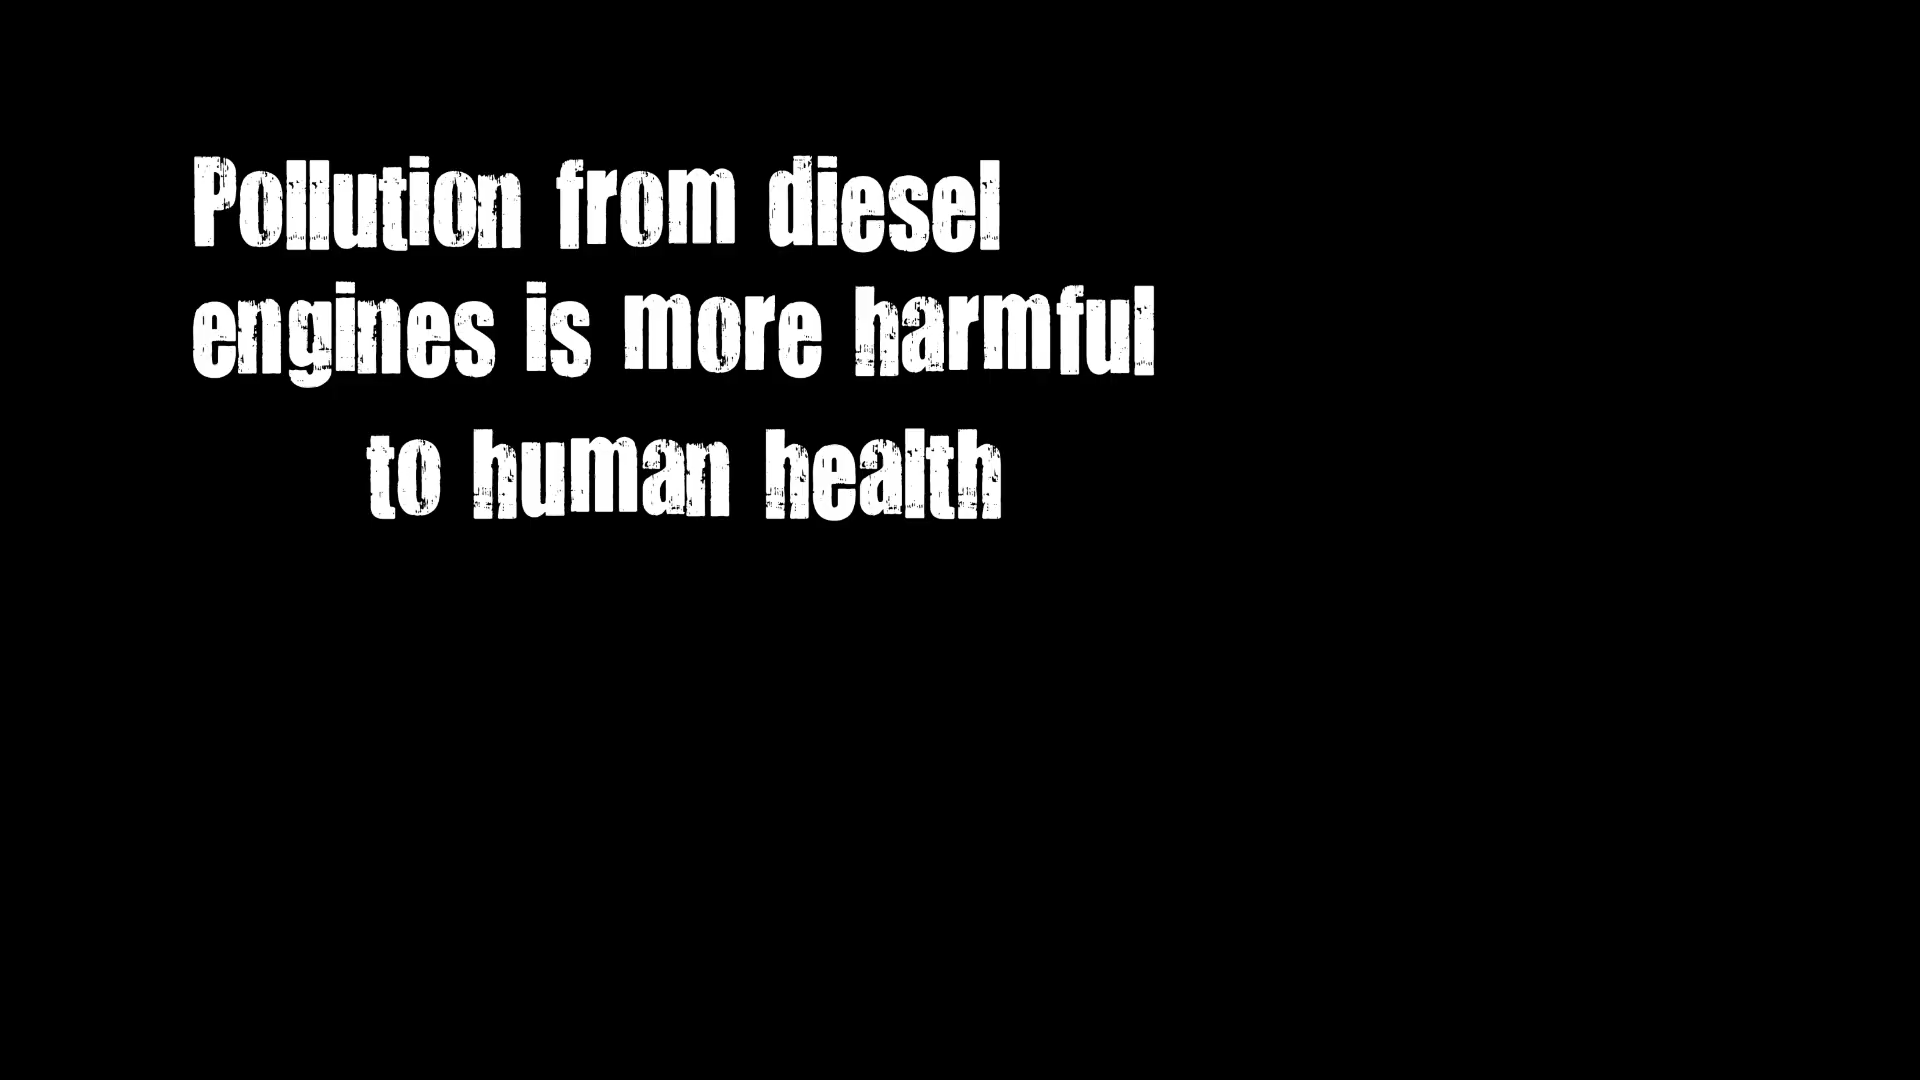 Pollution from diesel
engines is more harmful
to human health